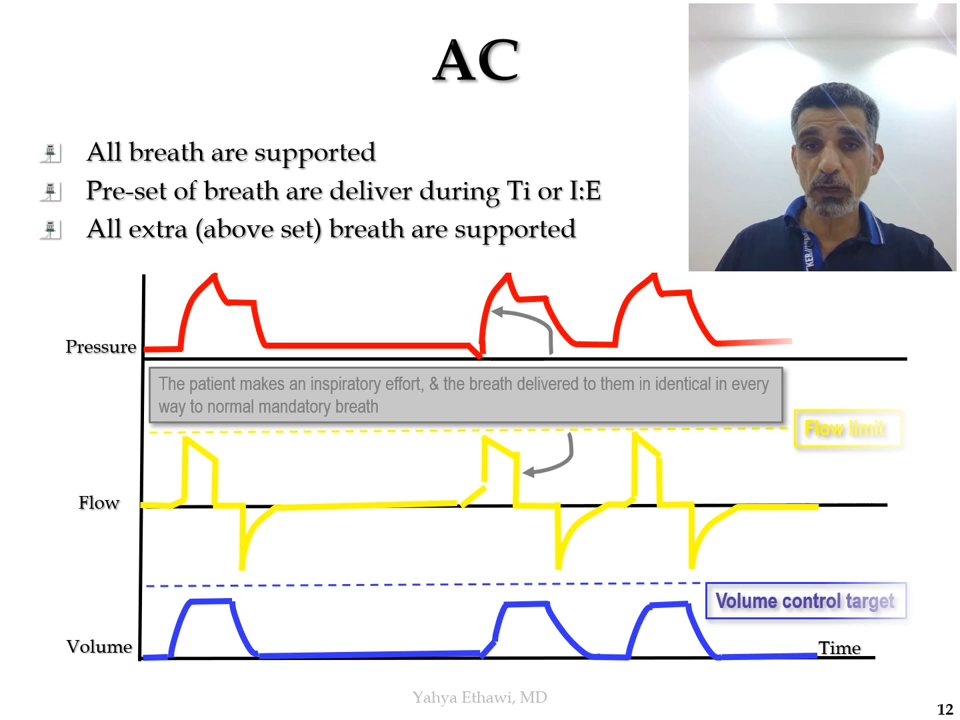 AC
All breath are supported
Pre-set of breath are deliver during Ti or I:E
All extra (above set) breath are supported
Pressure
The patient makes an inspiratory effort, & the breath delivered to them in identical in every
way to normal mandatory breath
Flow limit
Flow
Volume control target
Volume
Time
Yahya Ethawi, MD
12